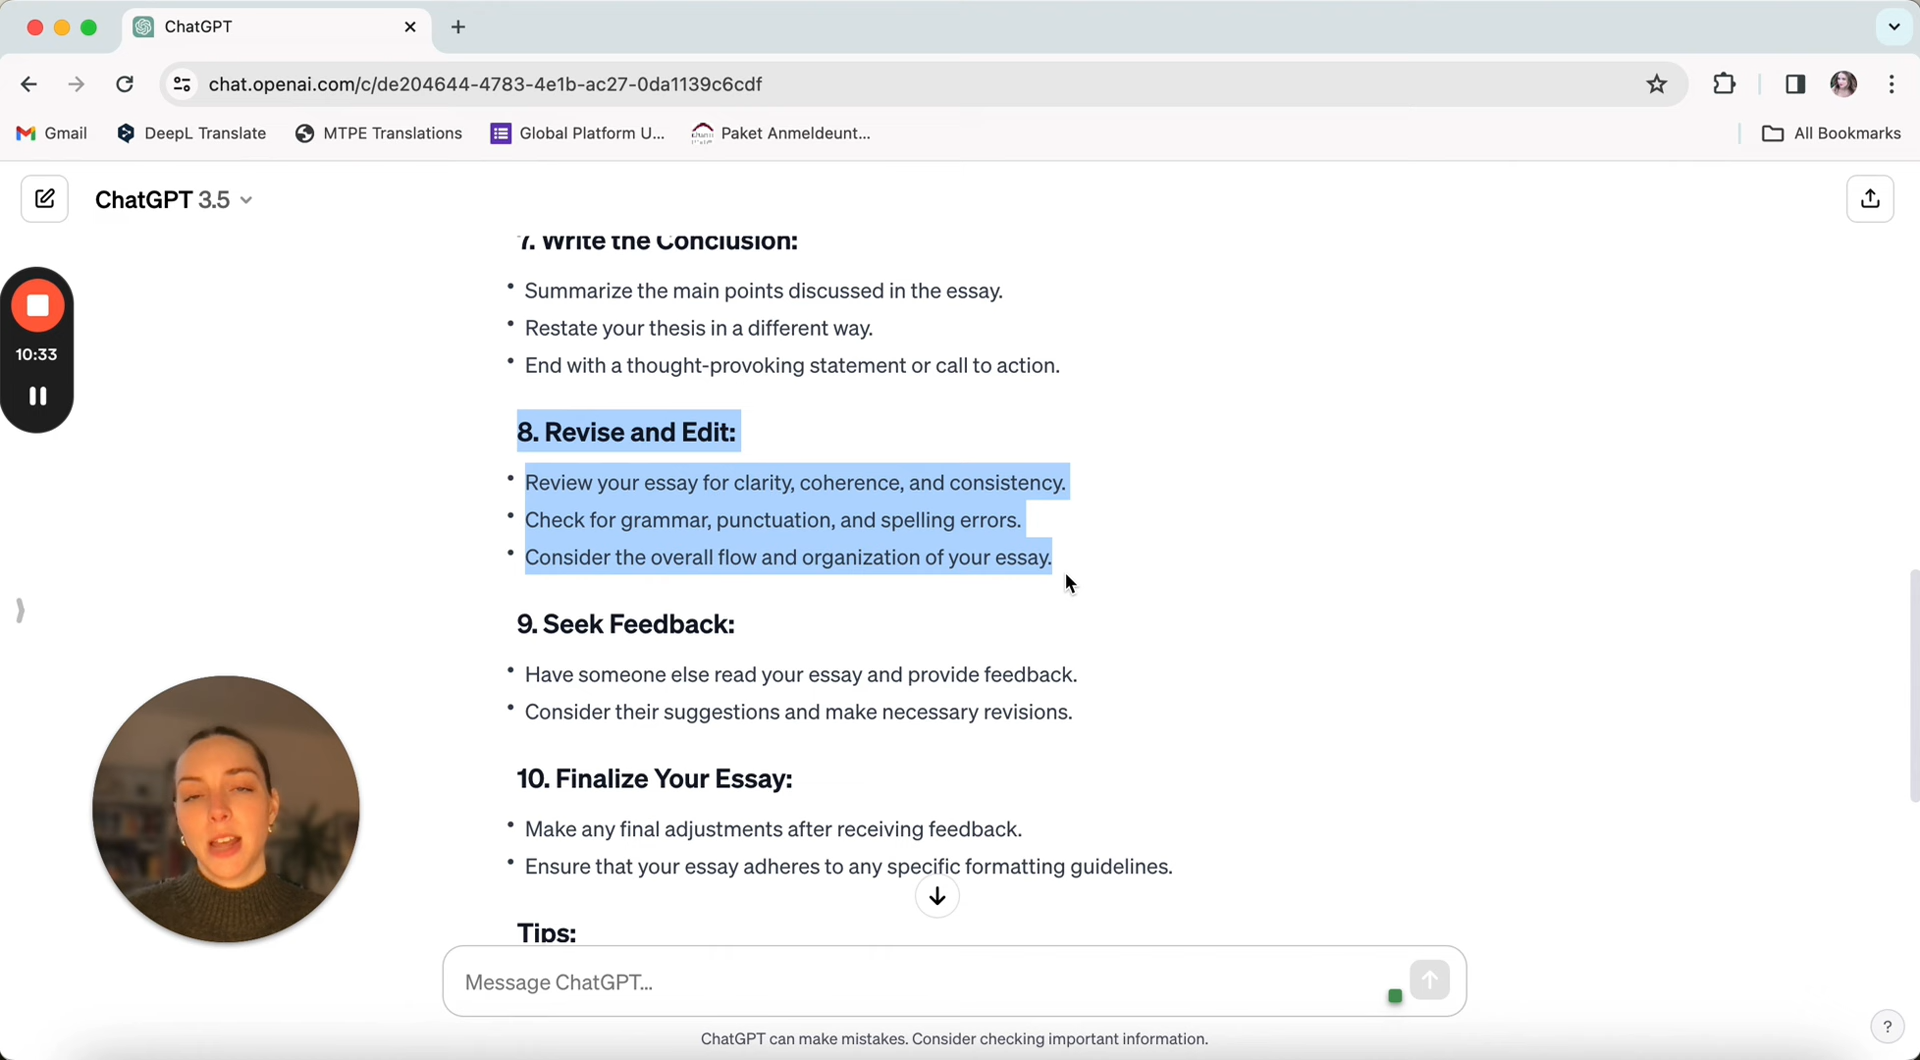 ChatGPT
chat.openai.com/c/de204644-4783-4e1b-ac27-0da1139c6cdf
Gmail
DeepL Translate
MTPE Translations
Global Platform U...
Paket Anmeldeunt...
All Bookmarks
ChatGPT 3.5
7. Write the Conclusion:
• Summarize the main points discussed in the essay.
• Restate your thesis in a different way.
• End with a thought-provoking statement or call to action.
10:33
8. Revise and Edit:
• Review your essay for clarity, coherence, and consistency.
• Check for grammar, punctuation, and spelling errors.
• Consider the overall flow and organization of your essay.
9. Seek Feedback:
• Have someone else read your essay and provide feedback.
• Consider their suggestions and make necessary revisions.
10. Finalize Your Essay:
• Make any final adjustments after receiving feedback.
• Ensure that your essay adheres to any specific formatting guidelines.
Tips:
Message ChatGPT...
ChatGPT can make mistakes. Consider checking important information.
?